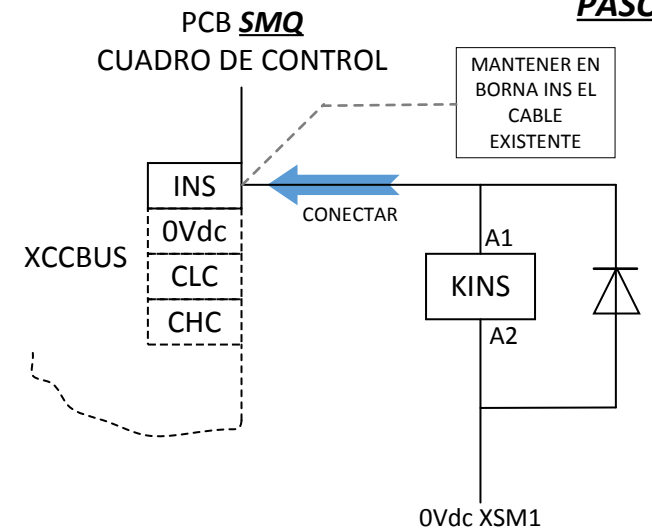 PASO
PCB SMQ
CUADRO DE CONTROL
MANTENER EN
BORNA INS EL
CABLE
EXISTENTE
INS
CONECTAR
0Vdc
A1
XCCBUS
CLC
KINS
CHC
A2
0Vdc XSM1